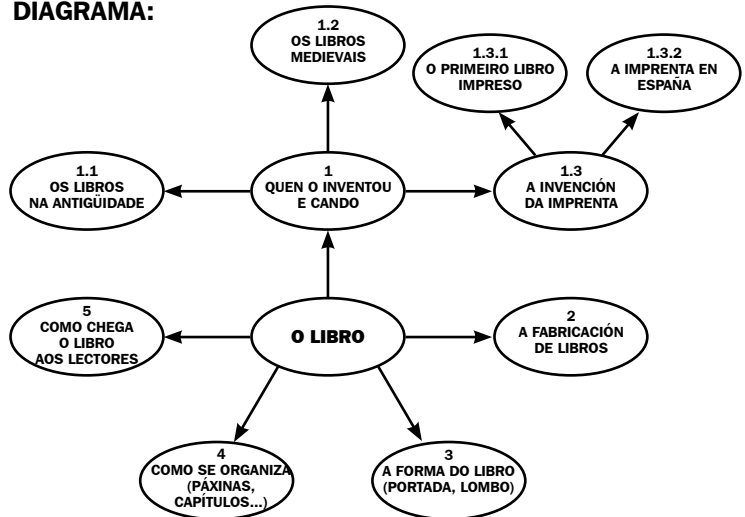 DIAGRAMA:
1.2
OS LIBROS
MEDIEVAIS
1.3.1
O PRIMEIRO LIBRO
IMPRESO
1.3.2
A IMPRENTA EN
ESPAÑA
1.1
OS LIBROS
NA ANTIGÜIDADE
1
QUEN O INVENTOU
E CANDO
1.3
A INVENCIÓN
DA IMPRENTA
5
COMO CHEGA
O LIBRO
AOS LECTORES
O LIBRO
2
A FABRICACIÓN
DE LIBROS
4
COMO SE ORGANIZA
(PÁXINAS,
CAPÍTULOS...)
3
A FORMA DO LIBRO
(PORTADA, LOMBO)